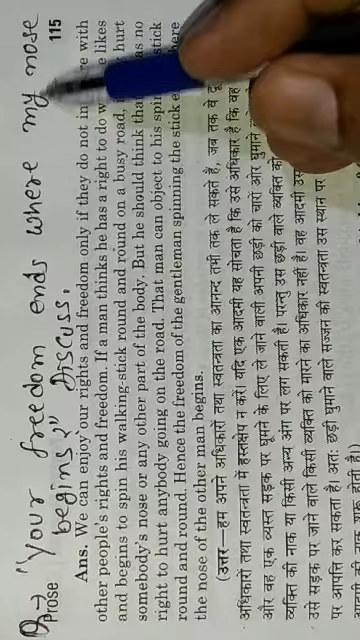 Q→ "Your freedom ends where my nose
prose begins?" Discuss.
115
Ans. We can enjoy our rights and freedom only if they do not in with
other people's rights and freedom. If a man thinks he has a right to do w likes
and begins to spin his walking-stick round and round on a busy road, hurt
somebody's nose or any other part of the body. But he should think tha as no
right to hurt anybody going on the road. That man can object to his spin stick
round and round. Hence the freedom of the gentleman spinning the stick e here
the nose of the other man begins.
(उत्तर—हम अपने अधिकारों तथा स्वतन्त्रता का आनन्द तभी तक ले सकते हैं, जब तक वे दू
अधिकारों तथा स्वतन्त्रता में हस्तक्षेप न करें। यदि एक आदमी यह सोचता है कि उसे अधिकार है कि वह
और वह एक व्यस्त सड़क पर घूमने के लिए ले जाने वाली अपनी छड़ी को चारों ओर घुमाने
व्यक्ति की नाक या किसी अन्य अंग पर लग सकती है। परन्तु उस छड़ी वाले व्यक्ति को
उसे सड़क पर जाने वाले किसी व्यक्ति को मारने का अधिकार नहीं है। वह आदमी उस
पर आपत्ति कर सकता है। अतः छड़ी घुमाने वाले सज्जन की स्वतन्त्रता उस स्थान पर
आदमी की नाक होती है)